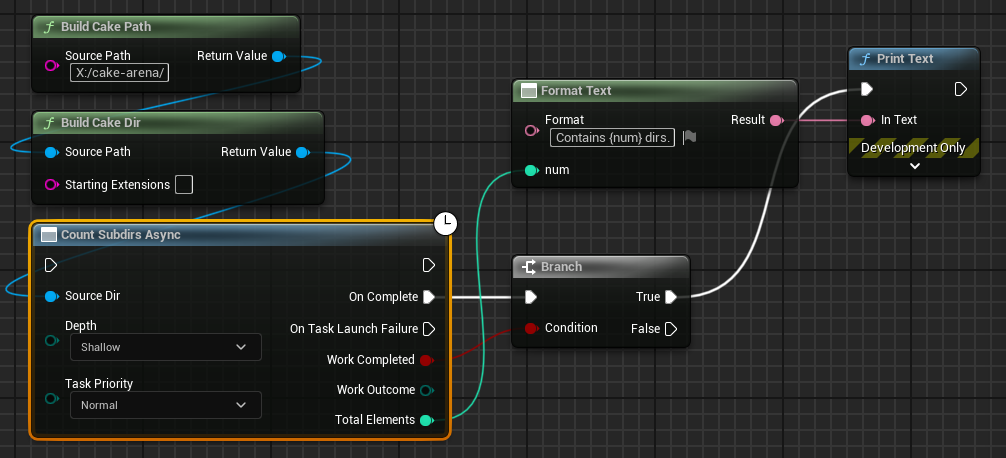 Build Cake Path
Source Path
Return Value
X:/cake-arena/
Build Cake Dir
Source Path
Return Value
Starting Extensions
Count Subdirs Async
Source Dir
On Complete
Depth
On Task Launch Failure
Shallow
Work Completed
Task Priority
Work Outcome
Normal
Total Elements
Format Text
Format
Result
Contains {num} dirs.
num
Branch
True
Condition
False
Print Text
In Text
Development Only